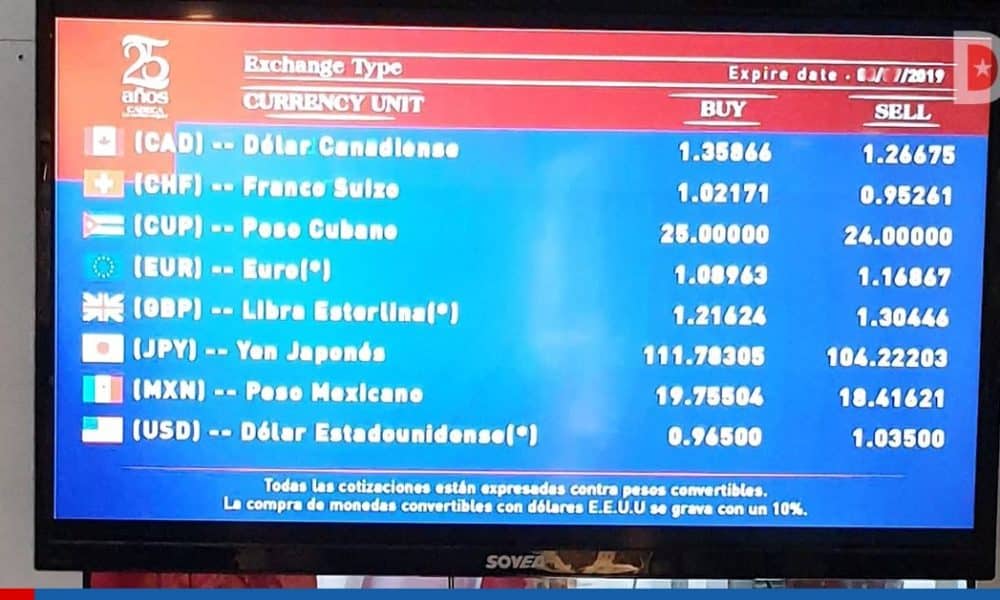 25
años
CADECA
Exchange Type
Expire date - /2019
CURRENCY UNIT BUY SELL
(CAD) -- Dólar Canadiense 1.35866 1.26675
(CHF) -- Franco Suizo 1.02171 0.95261
(CUP) -- Peso Cubano 25.00000 24.00000
(EUR) -- Euro(*) 1.08963 1.16867
(GBP) -- Libra Esterlina(*) 1.21624 1.30446
(JPY) -- Yen Japonés 111.78305 104.22203
(MXN) -- Peso Mexicano 19.75504 18.41621
(USD) -- Dólar Estadounidense(*) 0.96500 1.03500
Todas las cotizaciones están expresadas contra pesos convertibles.
La compra de monedas convertibles con dólares E.E.U.U se grava con un 10%.
D